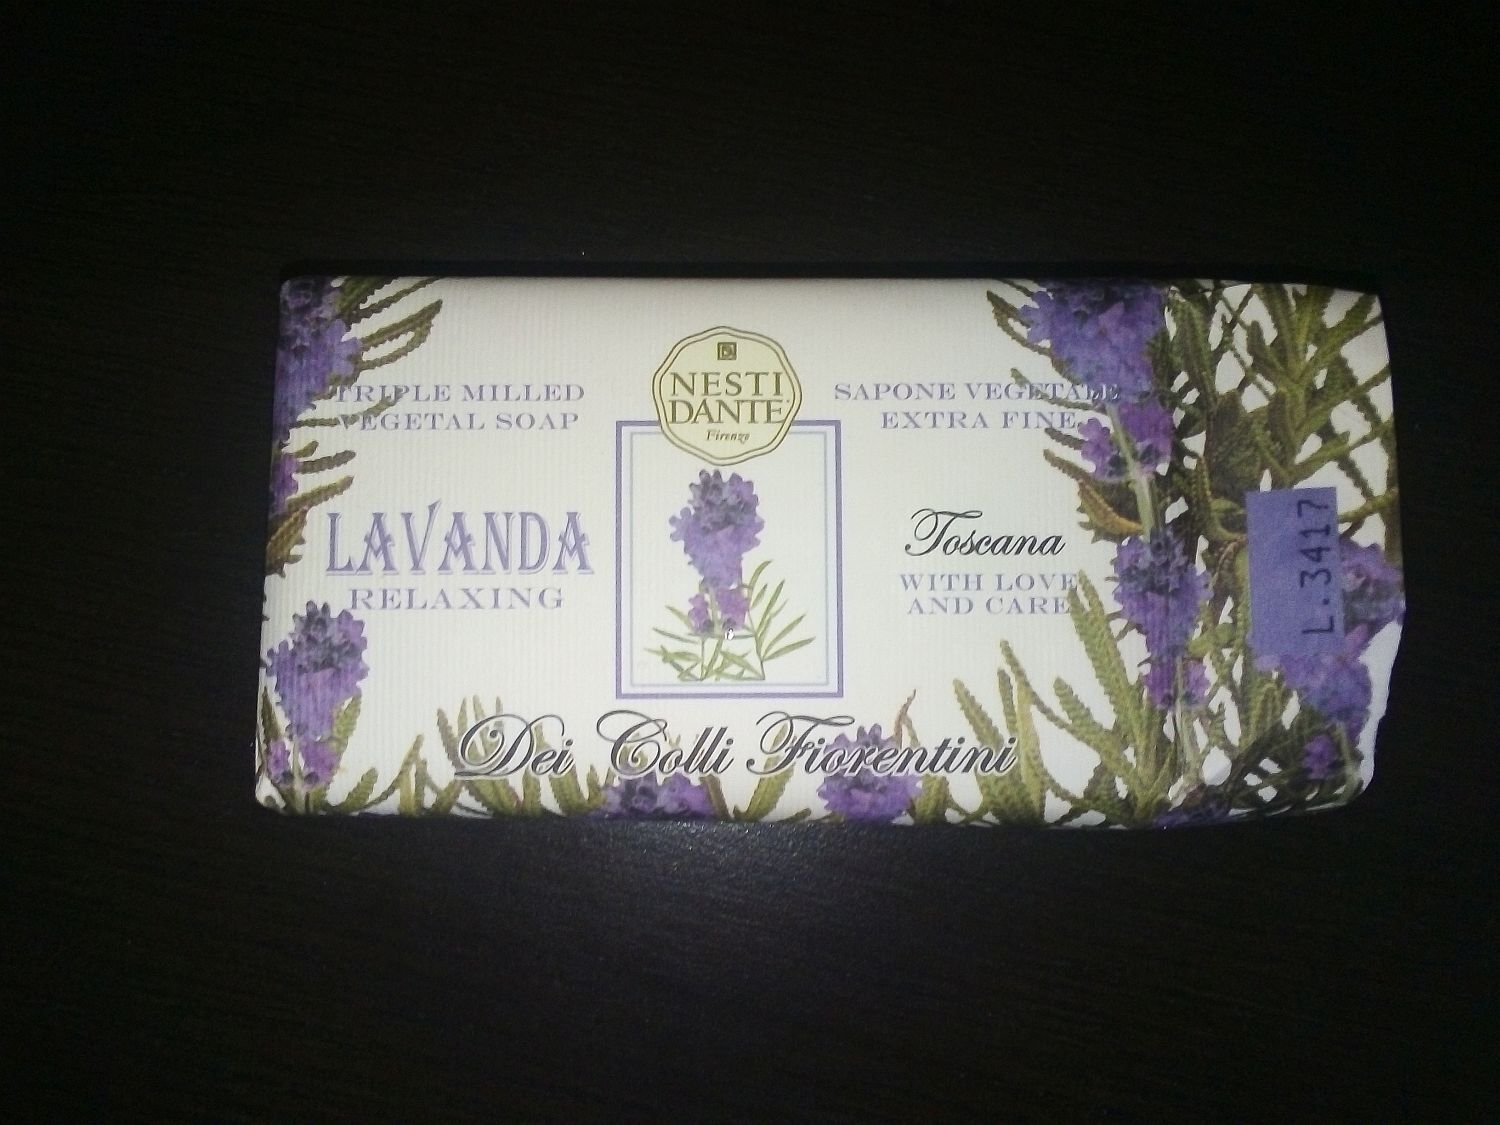 TRIPLE MILLED
VEGETAL SOAP
NESTI
DANTE
Firenze
SAPONE VEGETALE
EXTRA FINE
LAVANDA
RELAXING
Toscana
WITH LOVE
AND CARE
Dei Colli Fiorentini
L.3417